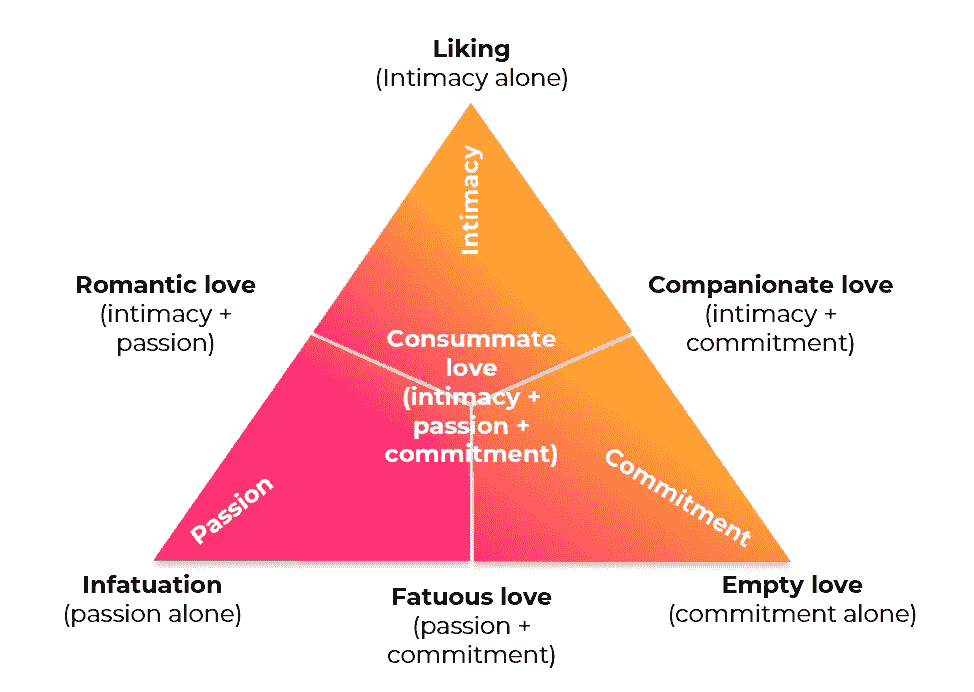 Liking
(Intimacy alone)
Intimacy
Romantic love
(intimacy +
passion)
Companionate love
(intimacy +
commitment)
Consummate
love
(intimacy +
passion +
commitment)
Passion
Commitment
Infatuation
(passion alone)
Fatuous love
(passion +
commitment)
Empty love
(commitment alone)